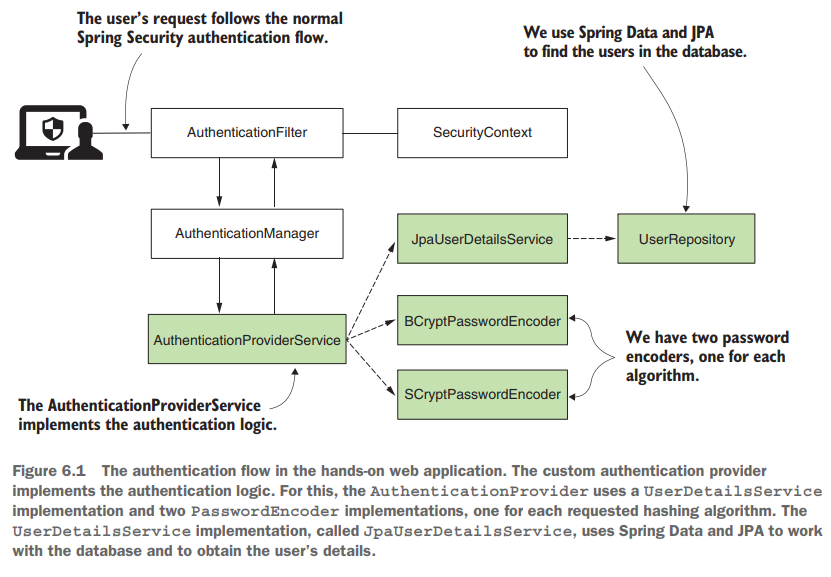 The user's request follows the normal
Spring Security authentication flow.
We use Spring Data and JPA
to find the users in the database.
AuthenticationFilter
SecurityContext
AuthenticationManager
JpaUserDetailsService
UserRepository
AuthenticationProviderService
BCryptPasswordEncoder
SCryptPasswordEncoder
We have two password
encoders, one for each
algorithm.
The AuthenticationProviderService
implements the authentication logic.
Figure 6.1 The authentication flow in the hands-on web application. The custom authentication provider
implements the authentication logic. For this, the AuthenticationProvider uses a UserDetailsService
implementation and two PasswordEncoder implementations, one for each requested hashing algorithm. The
UserDetailsService implementation, called JpaUserDetailsService, uses Spring Data and JPA to work
with the database and to obtain the user's details.